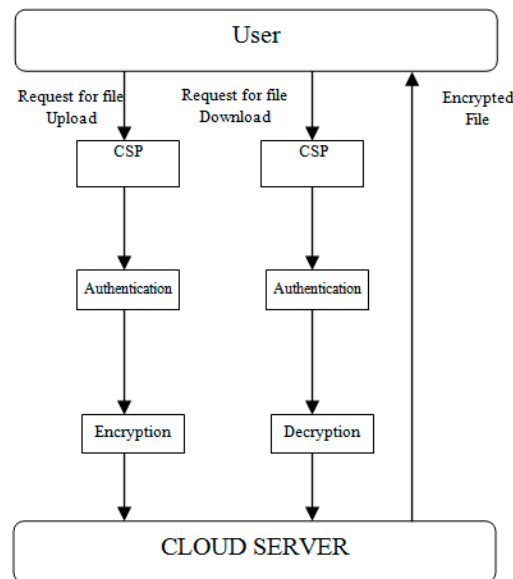 User
Request for file
Upload
Request for file
Download
Encrypted
File
CSP
CSP
Authentication
Authentication
Encryption
Decryption
CLOUD SERVER